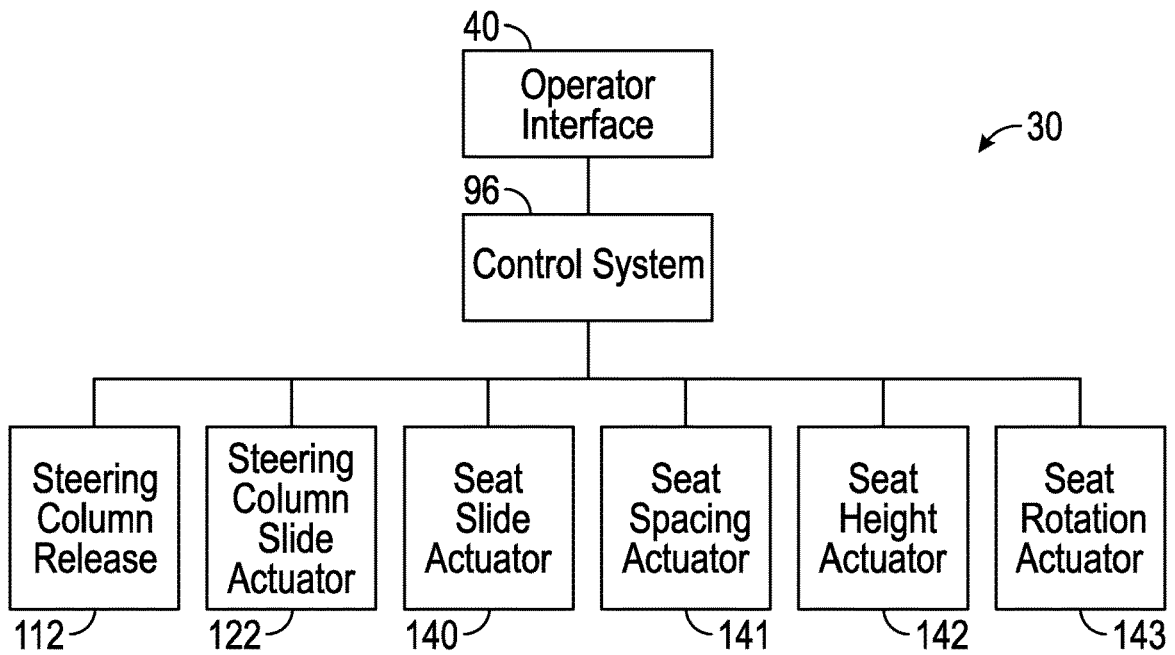 40
Operator
Interface
30
96
Control System
Steering
Column
Release
Steering
Column
Slide
Actuator
Seat
Slide
Actuator
Seat
Spacing
Actuator
Seat
Height
Actuator
Seat
Rotation
Actuator
112
122
140
141
142
143